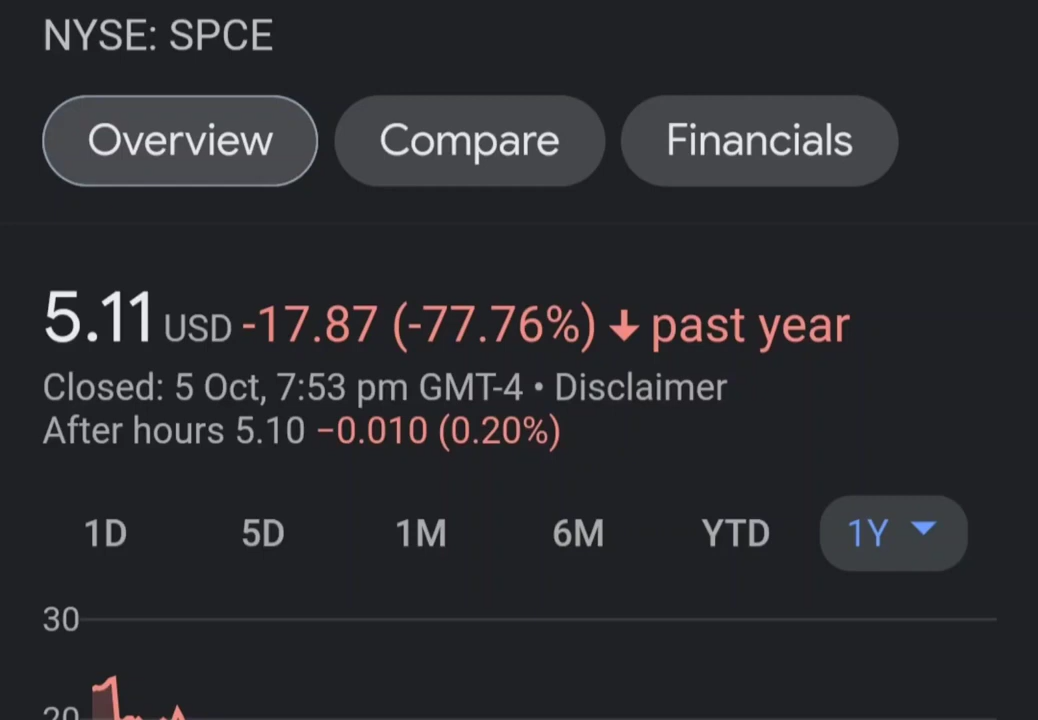 NYSE: SPCE
Overview Compare Financials
5.11 USD -17.87 (-77.76%) ↓ past year
Closed: 5 Oct, 7:53 pm GMT-4 • Disclaimer
After hours 5.10 −0.010 (0.20%)
1D 5D 1M 6M YTD 1Y
30
20